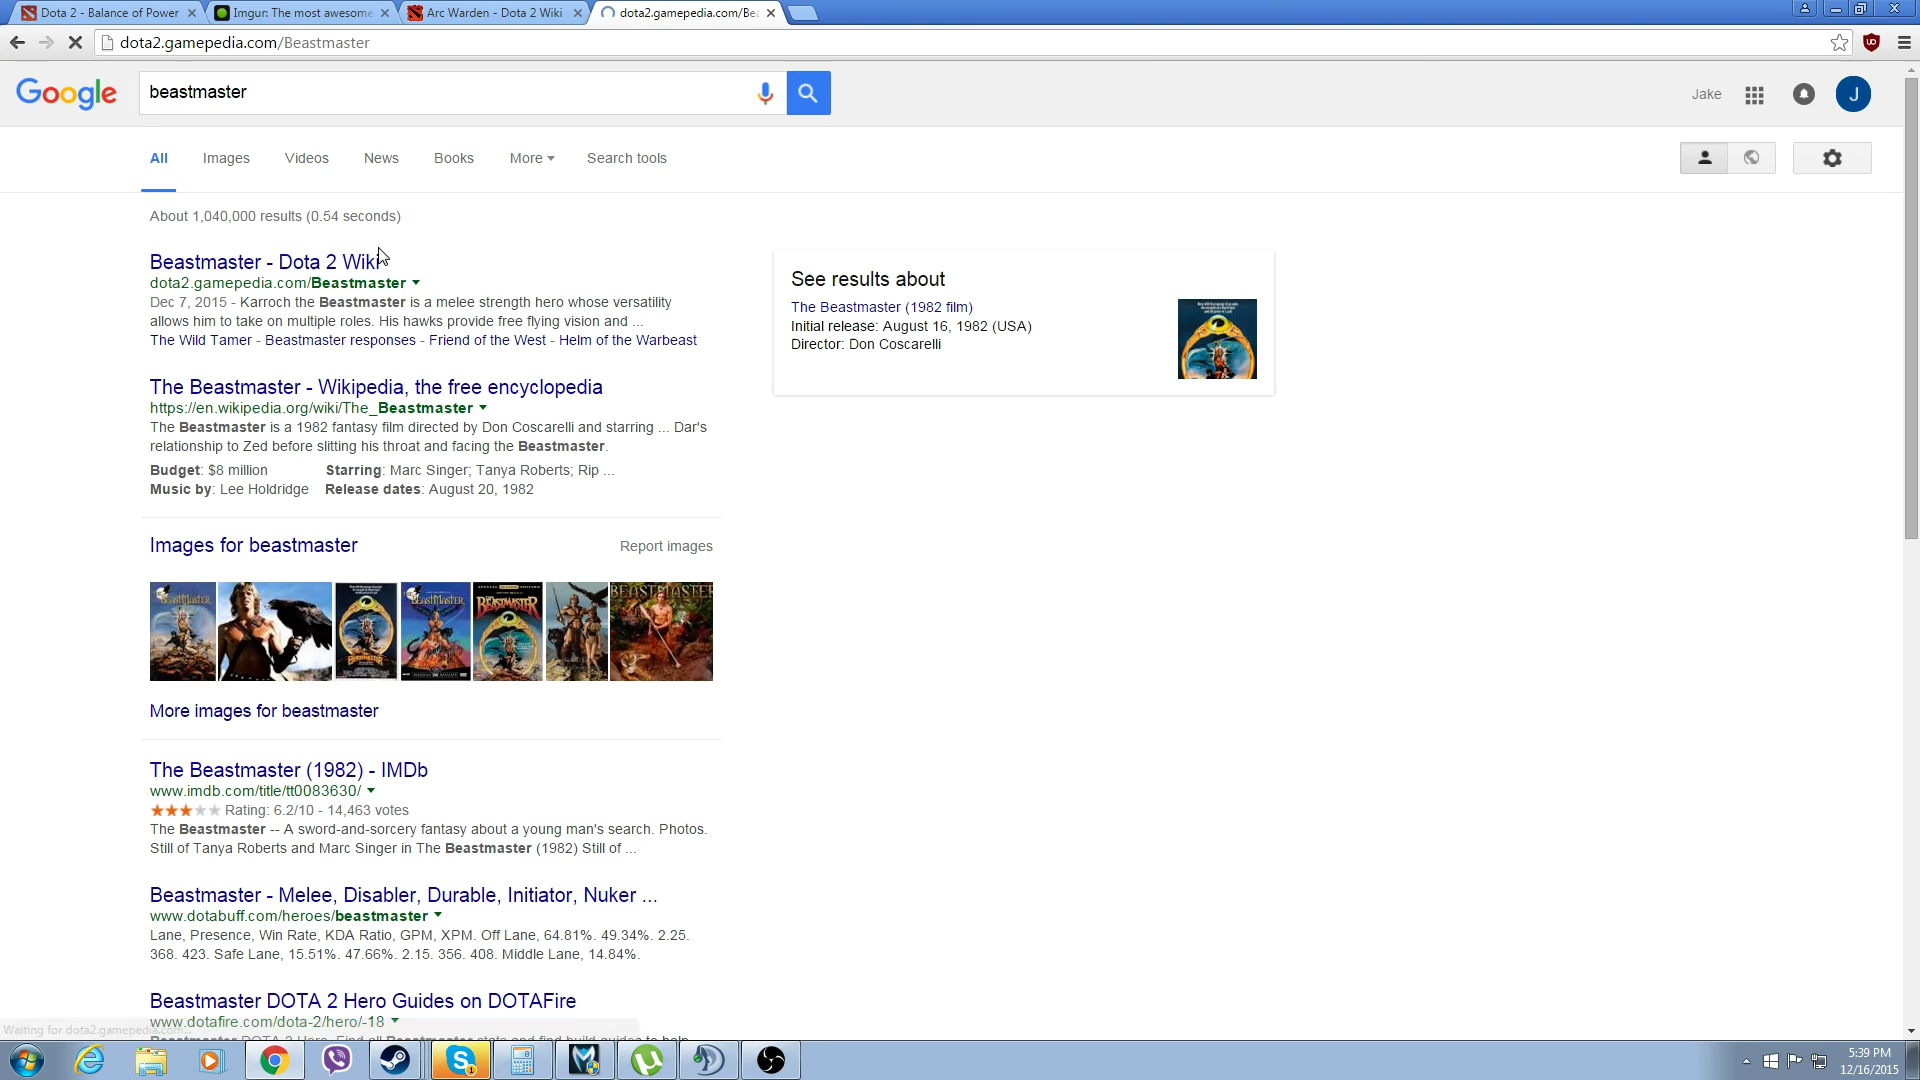 Dota 2 - Balance of Power
Imgur: The most awesome
Arc Warden - Dota 2 Wiki
dota2.gamepedia.com/Bea
dota2.gamepedia.com/Beastmaster
Google
beastmaster
Jake
J
All
Images
Videos
News
Books
More
Search tools
About 1,040,000 results (0.54 seconds)
Beastmaster - Dota 2 Wiki
dota2.gamepedia.com/Beastmaster
Dec 7, 2015 - Karroch the Beastmaster is a melee strength hero whose versatility
allows him to take on multiple roles. His hawks provide free flying vision and ...
The Wild Tamer - Beastmaster responses - Friend of the West - Helm of the Warbeast
See results about
The Beastmaster (1982 film)
Initial release: August 16, 1982 (USA)
Director: Don Coscarelli
The Beastmaster - Wikipedia, the free encyclopedia
https://en.wikipedia.org/wiki/The_Beastmaster
The Beastmaster is a 1982 fantasy film directed by Don Coscarelli and starring ... Dar's
relationship to Zed before slitting his throat and facing the Beastmaster.
Budget: $8 million Starring: Marc Singer; Tanya Roberts; Rip ...
Music by: Lee Holdridge Release dates: August 20, 1982
Images for beastmaster
Report images
BEASTMASTER
BEASTMASTER
BEASTMASTER
BEASTMASTER
More images for beastmaster
The Beastmaster (1982) - IMDb
www.imdb.com/title/tt0083630/
Rating: 6.2/10 - 14,463 votes
The Beastmaster -- A sword-and-sorcery fantasy about a young man's search. Photos.
Still of Tanya Roberts and Marc Singer in The Beastmaster (1982) Still of ...
Beastmaster - Melee, Disabler, Durable, Initiator, Nuker ...
www.dotabuff.com/heroes/beastmaster
Lane, Presence, Win Rate, KDA Ratio, GPM, XPM. Off Lane, 64.81%. 49.34%. 2.25.
368. 423. Safe Lane, 15.51%. 47.66%. 2.15. 356. 408. Middle Lane, 14.84%.
Beastmaster DOTA 2 Hero Guides on DOTAFire
www.dotafire.com/dota-2/hero/-18
Waiting for dota2.gamepedia.com...
5:39 PM
12/16/2015